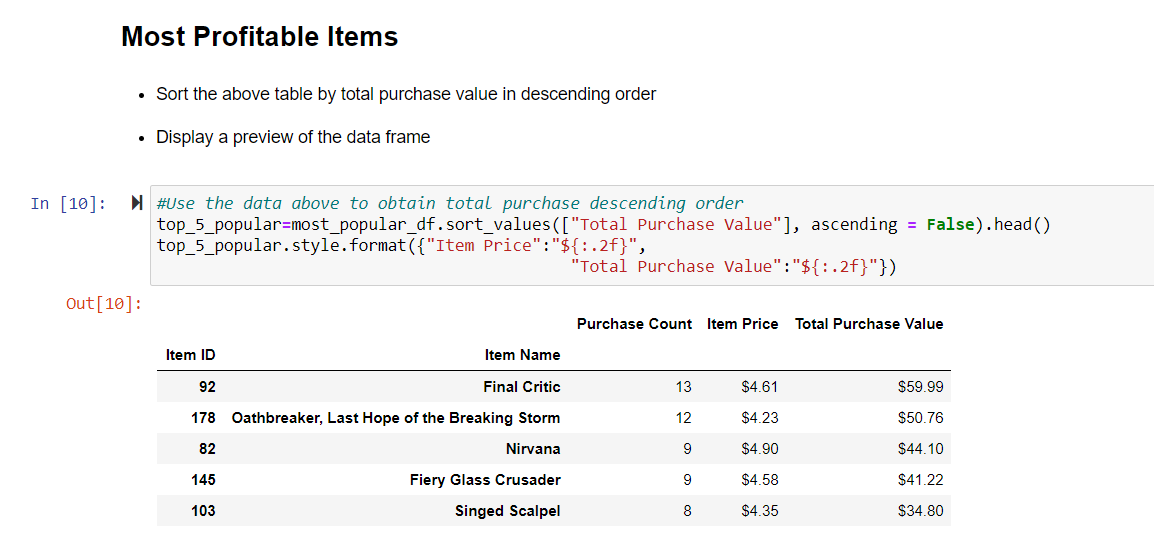 Most Profitable Items
• Sort the above table by total purchase value in descending order
• Display a preview of the data frame
In [10]:
#Use the data above to obtain total purchase descending order
top_5_popular=most_popular_df.sort_values(["Total Purchase Value"], ascending = False).head()
top_5_popular.style.format({"Item Price":"${:.2f}",
"Total Purchase Value":"${:.2f}"})
Out[10]:
Purchase Count Item Price Total Purchase Value
Item ID Item Name
92 Final Critic 13 $4.61 $59.99
178 Oathbreaker, Last Hope of the Breaking Storm 12 $4.23 $50.76
82 Nirvana 9 $4.90 $44.10
145 Fiery Glass Crusader 9 $4.58 $41.22
103 Singed Scalpel 8 $4.35 $34.80